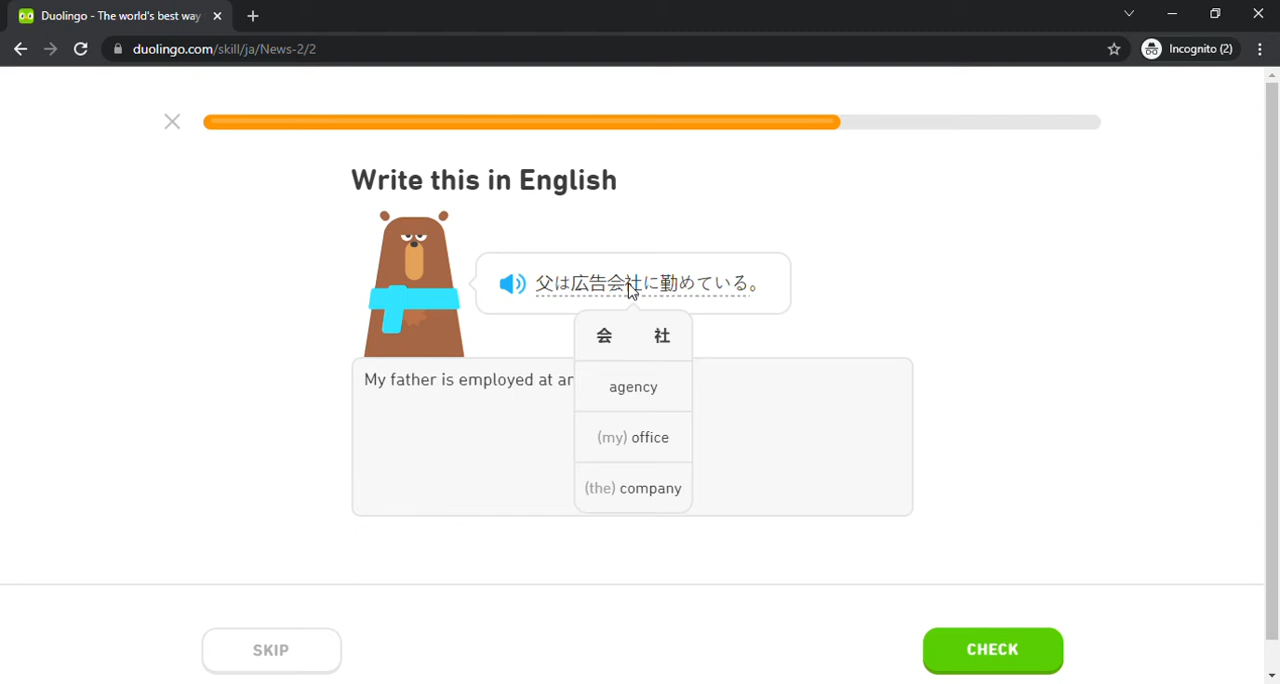 Duolingo - The world's best way
duolingo.com/skill/ja/News-2/2
Incognito (2)
Write this in English
父は広告会社に勤めている。
会 社
My father is employed at an
agency
(my) office
(the) company
SKIP
CHECK